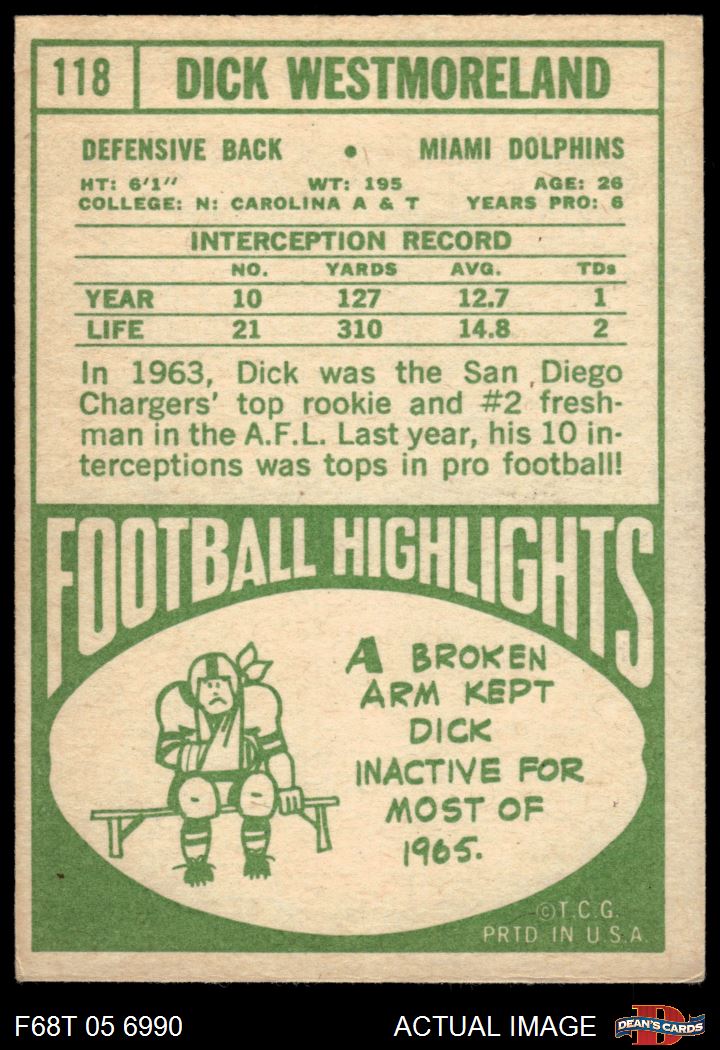 118 DICK WESTMORELAND
DEFENSIVE BACK • MIAMI DOLPHINS
HT: 6'1" WT: 195 AGE: 26
COLLEGE: N: CAROLINA A & T YEARS PRO: 6
INTERCEPTION RECORD
NO. YARDS AVG. TDs
YEAR 10 127 12.7 1
LIFE 21 310 14.8 2
In 1963, Dick was the San Diego
Chargers' top rookie and #2 fresh-
man in the A.F.L. Last year, his 10 in-
terceptions was tops in pro football!
FOOTBALL HIGHLIGHTS
A BROKEN
ARM KEPT
DICK
INACTIVE FOR
MOST OF
1965.
©T.C.G.
PRTD IN U.S.A.
F68T 05 6990 ACTUAL IMAGE D DEAN'S CARDS